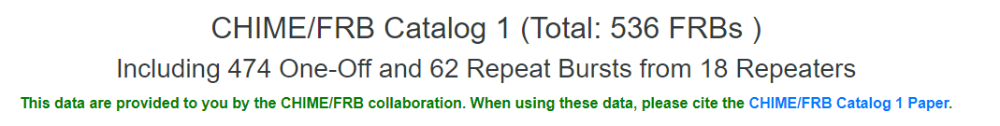 CHIME/FRB Catalog 1 (Total: 536 FRBs )
Including 474 One-Off and 62 Repeat Bursts from 18 Repeaters
This data are provided to you by the CHIME/FRB collaboration. When using these data, please cite the CHIME/FRB Catalog 1 Paper.